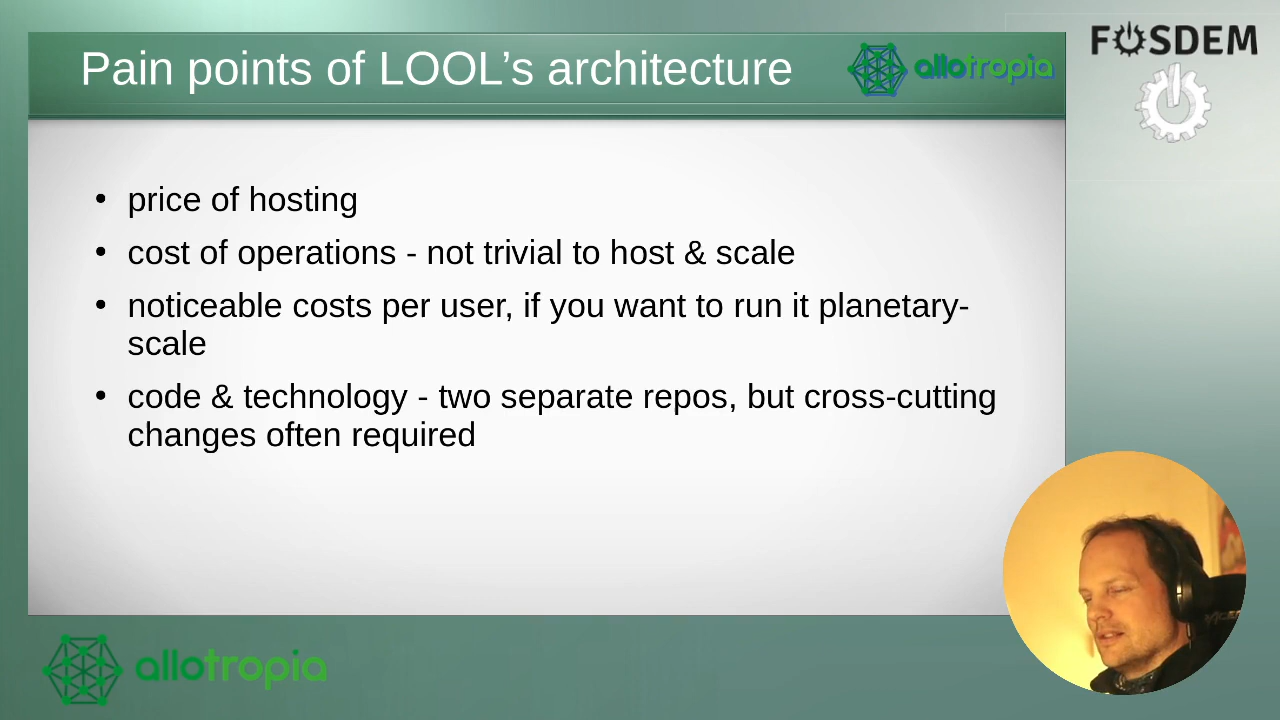 Pain points of LOOL’s architecture
allotropia
FOSDEM
• price of hosting
• cost of operations - not trivial to host & scale
• noticeable costs per user, if you want to run it planetary-
scale
• code & technology - two separate repos, but cross-cutting
changes often required
allotropia